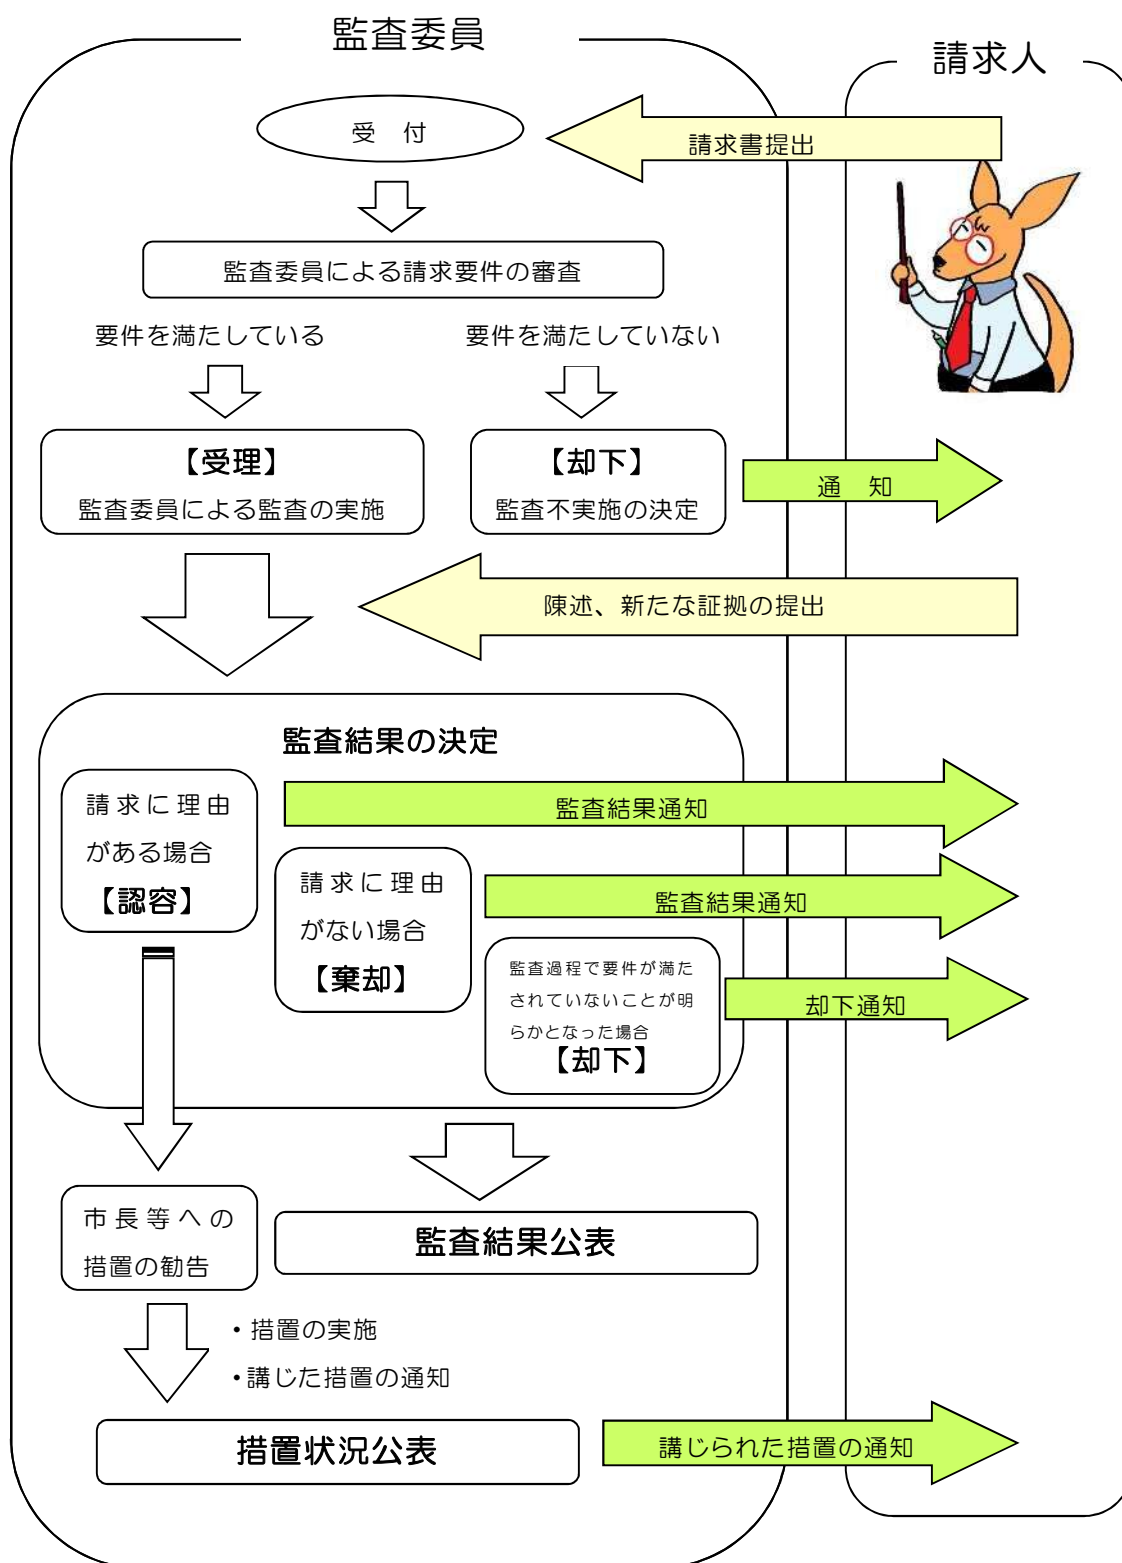 監査委員
請求人
受　付
請求書提出
監査委員による請求要件の審査
要件を満たしている
要件を満たしていない
【受理】
監査委員による監査の実施
【却下】
監査不実施の決定
通　知
陳述、新たな証拠の提出
監査結果の決定
請求に理由
がある場合
【認容】
監査結果通知
請求に理由
がない場合
【棄却】
監査結果通知
監査過程で要件が満た
されていないことが明
らかとなった場合
【却下】
却下通知
市長等への
措置の勧告
監査結果公表
・措置の実施
・講じた措置の通知
措置状況公表
講じられた措置の通知